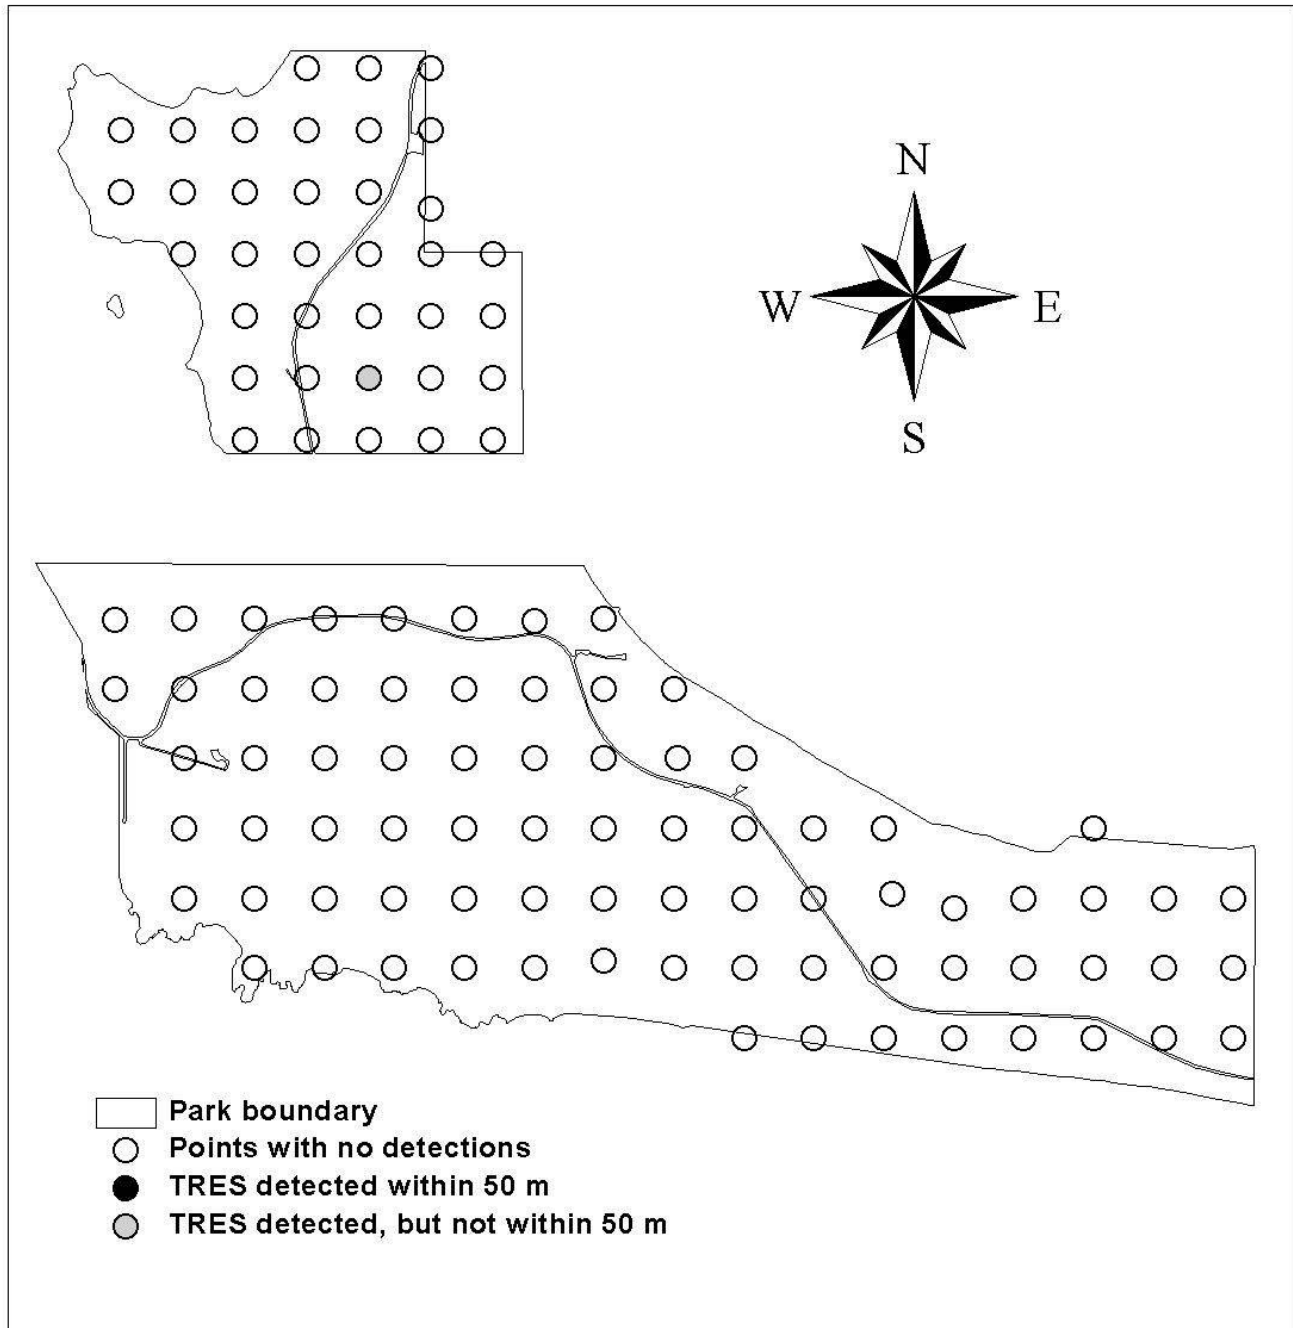 N
W E
S
Park boundary
Points with no detections
TRES detected within 50 m
TRES detected, but not within 50 m